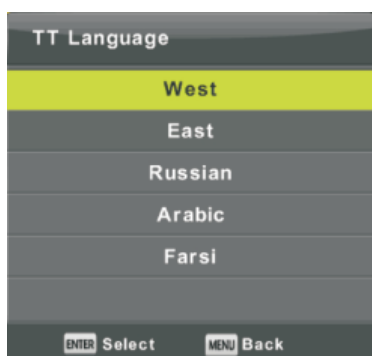 TT Language
West
East
Russian
Arabic
Farsi
ENTER Select MENU Back